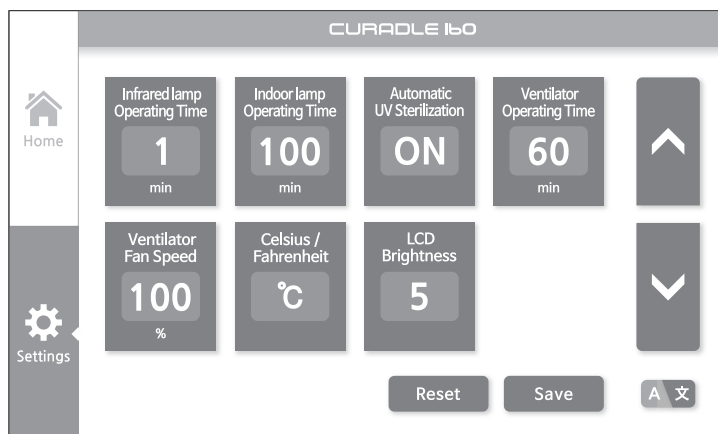 CURADLE 160
Home
Infrared lamp
Operating Time
1
min
Indoor lamp
Operating Time
100
min
Automatic
UV Sterilization
ON
Ventilator
Operating Time
60
min
Ventilator
Fan Speed
100
%
Celsius /
Fahrenheit
℃
LCD
Brightness
5
Settings
Reset
Save
A 文